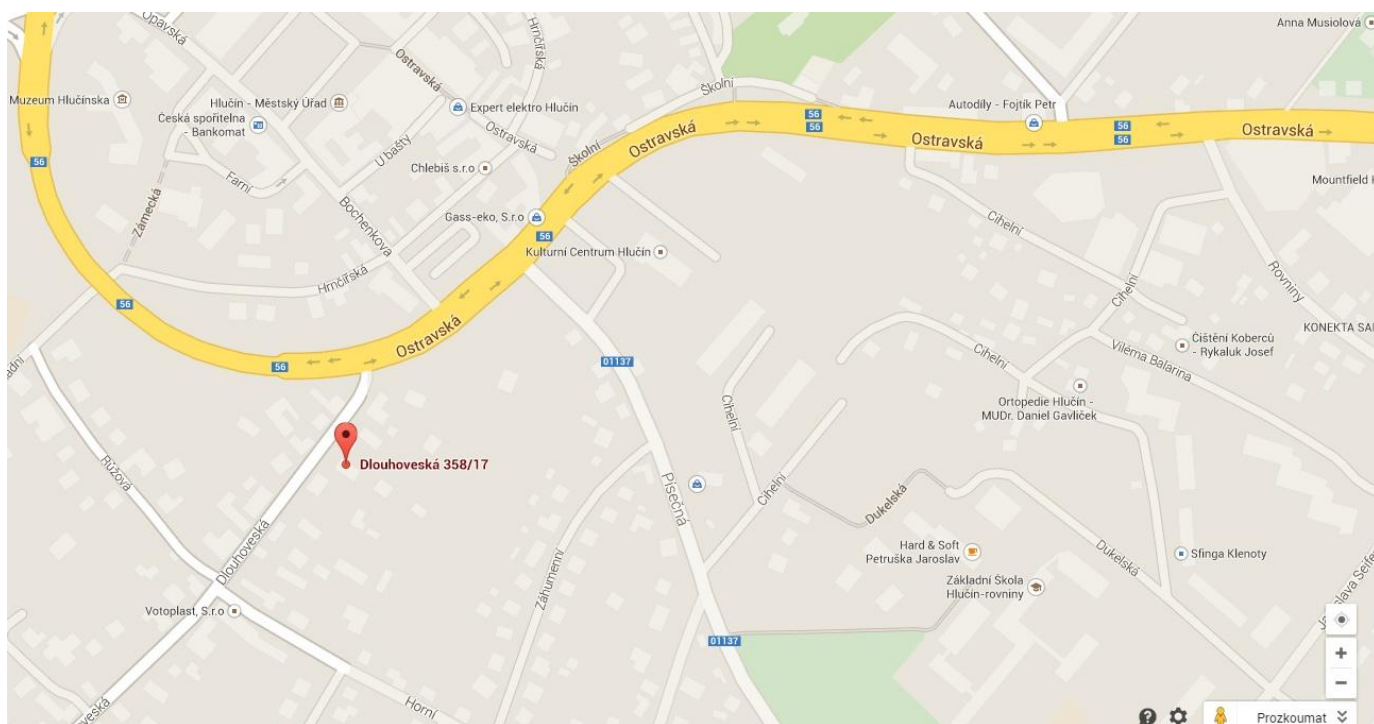 Opavská
Hrnčířská
Anna Musiolova
Ostravská
Muzeum Hlučínska
Hlučín - Městský Úřad
Česká spořitelna
- Bankomat
Expert elektro Hlučín
Školní
Autodíly - Fojtík Petr
56
56
Ostravská
56
56
Ostravská
Ostravská
U bašty
Ostravská
Školní
56
Farní
Chlebiš s.r.o
Mountfield
Zámecká
Bochenkova
Gass-eko, S.r.o
56
Kulturní Centrum Hlučín
Cihelní
Hrnčířská
Cihelní
Rovniny
56
Ostravská
KONEKTA
Čištění Koberců
- Rykaluk Josef
Viléma Balarina
56
01137
Cihelní
Cihelní
Ortopedie Hlučín -
MUDr. Daniel Gavliček
Růžová
Dlouhoveská 358/17
Písečná
Cihelní
Dukelská
Dlouhoveská
Hard & Soft
Petruška Jaroslav
Dukelská
Sfinga Klenoty
Záhumenní
Základní Škola
Hlučín-rovniny
Votoplast, S.r.o
01137
Horní
Prozkoumat